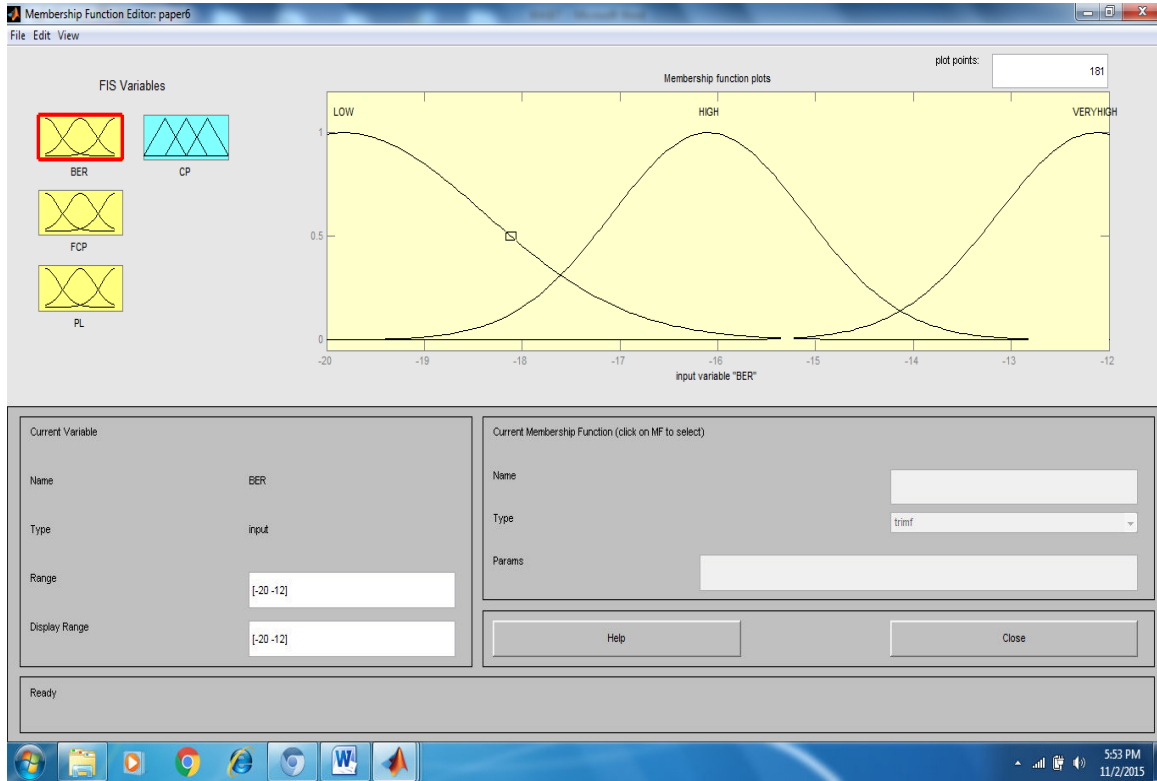 Membership Function Editor: paper6
File Edit View
FIS Variables
BER
CP
FCP
PL
plot points:
181
Membership function plots
LOW
HIGH
VERYHIGH
1
0.5
0
-20 -19 -18 -17 -16 -15 -14 -13 -12
input variable "BER"
Current Variable
Name BER
Type input
Range [-20 -12]
Display Range [-20 -12]
Current Membership Function (click on MF to select)
Name
Type trimf
Params
Help
Close
Ready
5:53 PM
11/2/2015